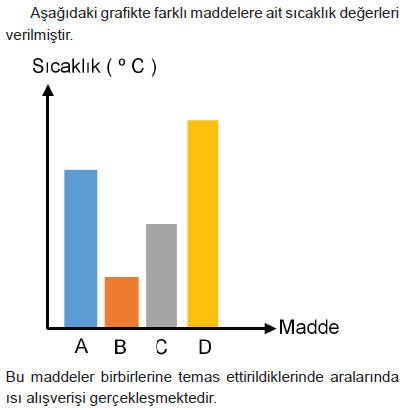 Aşağıdaki grafikte farklı maddelere ait sıcaklık değerleri
verilmiştir.
Sıcaklık ( º C )
Madde
A B C D
Bu maddeler birbirlerine temas ettirildiklerinde aralarında
ısı alışverişi gerçekleşmektedir.